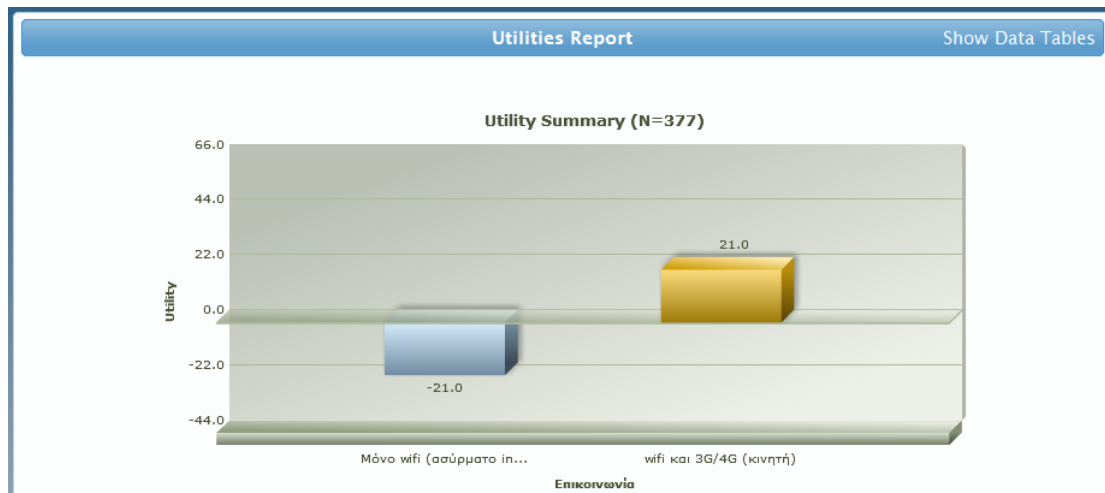 Utilities Report Show Data Tables
Utility Summary (N=377)
66.0
44.0
22.0
0.0
-22.0
-44.0
Utility
21.0
-21.0
Μόνο wifi (ασύρματο in... wifi και 3G/4G (κινητή)
Επικοινωνία